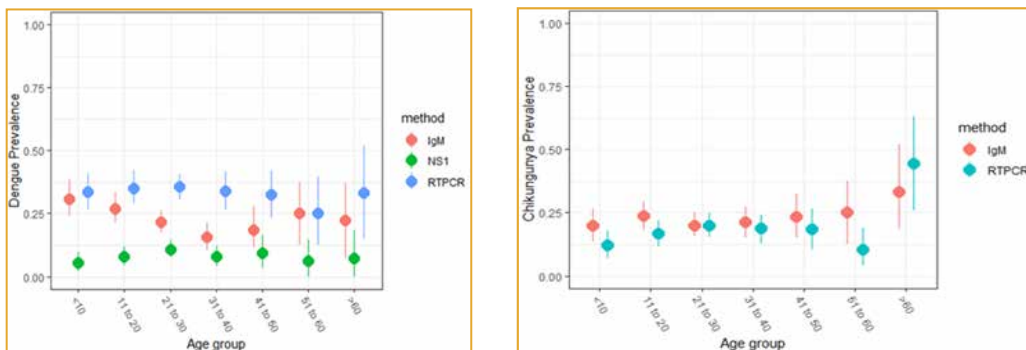 1.00
0.75
0.50
0.25
0.00
Dengue Prevalence
<10
11 to 20
21 to 30
31 to 40
41 to 50
51 to 60
>60
Age group
method
IgM
NS1
RTPCR
1.00
0.75
0.50
0.25
0.00
Chikungunya Prevalence
<10
11 to 20
21 to 30
31 to 40
41 to 50
51 to 60
>60
Age group
method
IgM
RTPCR